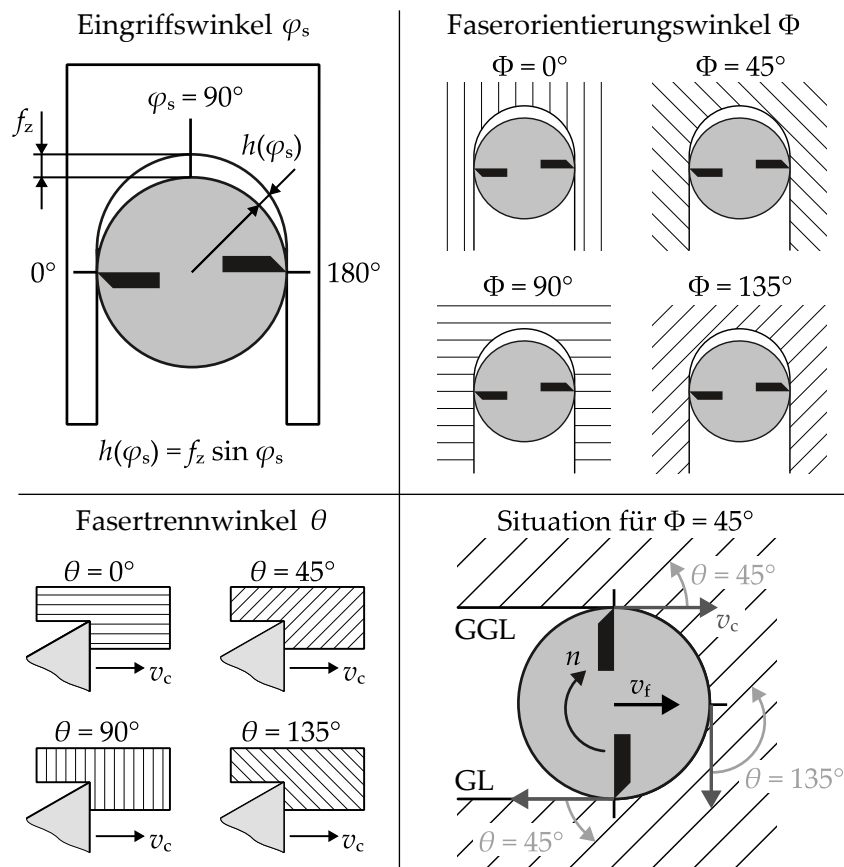 Eingriffswinkel φs
φs = 90°
fz
h(φs)
0°
180°
h(φs) = fz sin φs
Faserorientierungswinkel Φ
Φ = 0°
Φ = 45°
Φ = 90°
Φ = 135°
Fasertrennwinkel θ
θ = 0°
θ = 45°
vc
vc
θ = 90°
θ = 135°
vc
vc
Situation für Φ = 45°
θ = 45°
GGL
vc
n
vf
GL
θ = 135°
θ = 45°